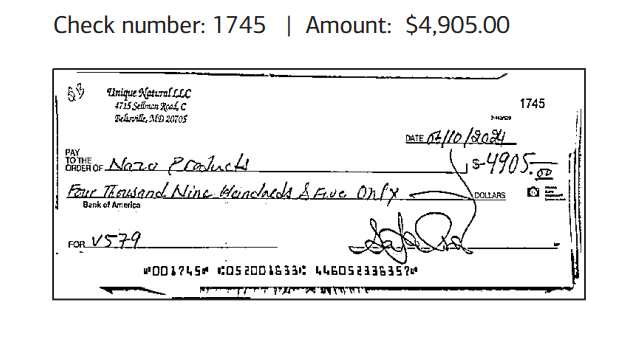 Check number: 1745 | Amount: $4,905.00
Unique Natural LLC
4715 Sellman Road, C
Beltsville, MD 20705
1745
DATE 07/10/2024
PAY TO THE ORDER OF Nazo Products $ 4905.00
Four Thousand Nine Hundreds & Five Only x DOLLARS
Bank of America
FOR V579
⑈001745⑈ ⑆052001633⑆ 446052336357⑈